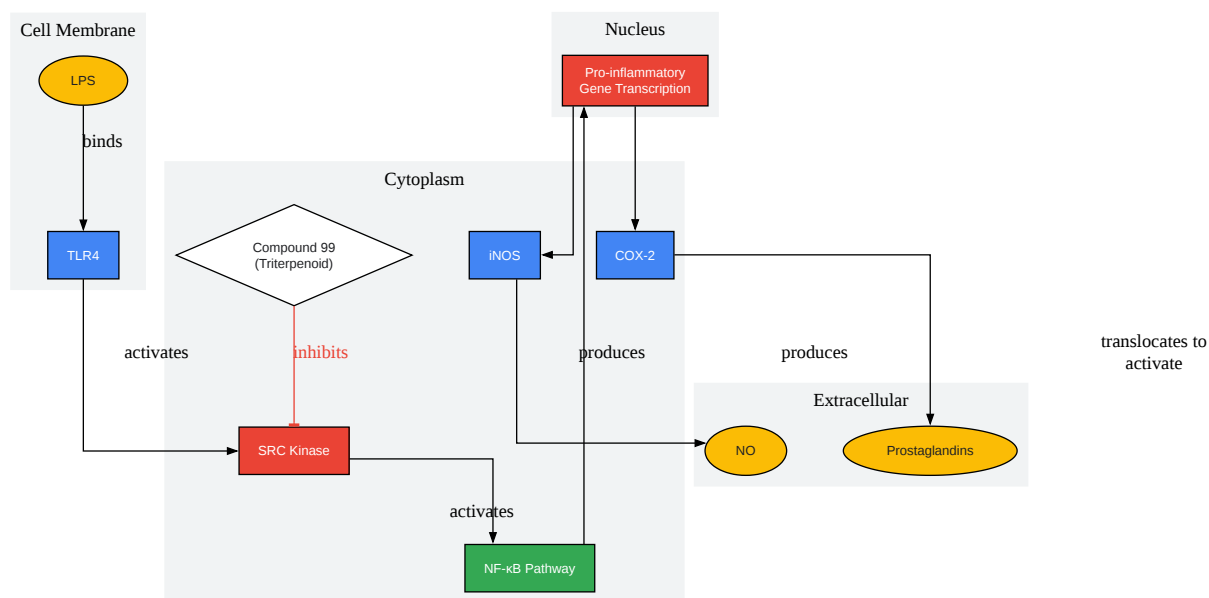 Cell Membrane
Nucleus
LPS
Pro-inflammatory
Gene Transcription
binds
Cytoplasm
TLR4
Compound 99
(Triterpenoid)
iNOS
COX-2
activates
inhibits
produces
produces
translocates to
activate
Extracellular
SRC Kinase
NO
Prostaglandins
activates
NF-κB Pathway